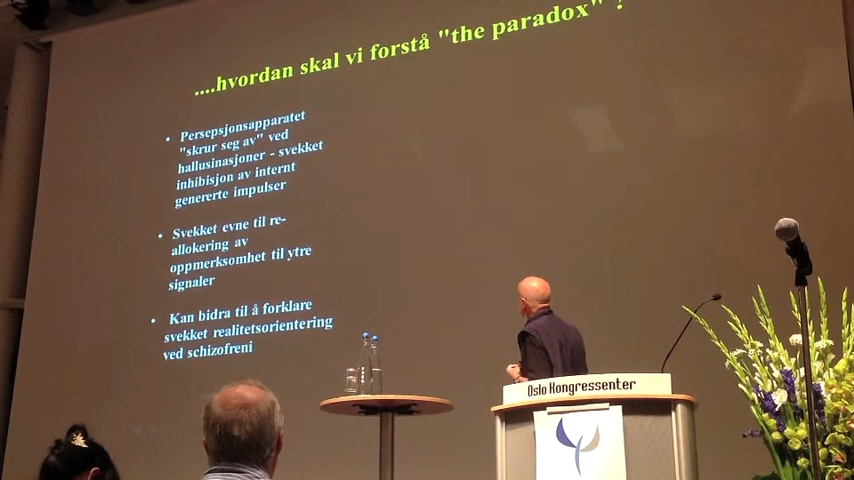 ....hvordan skal vi forstå "the paradox" ?
• Persepsjonsapparatet
"skrur seg av" ved
hallusinasjoner - svekket
inhibisjon av internt
genererte impulser
• Svekket evne til re-
allokering av
oppmerksomhet til ytre
signaler
• Kan bidra til å forklare
svekket realitetsorientering
ved schizofreni
Oslo Kongressenter